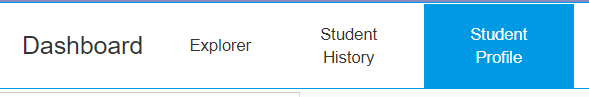 Dashboard
Explorer
Student
History
Student
Profile